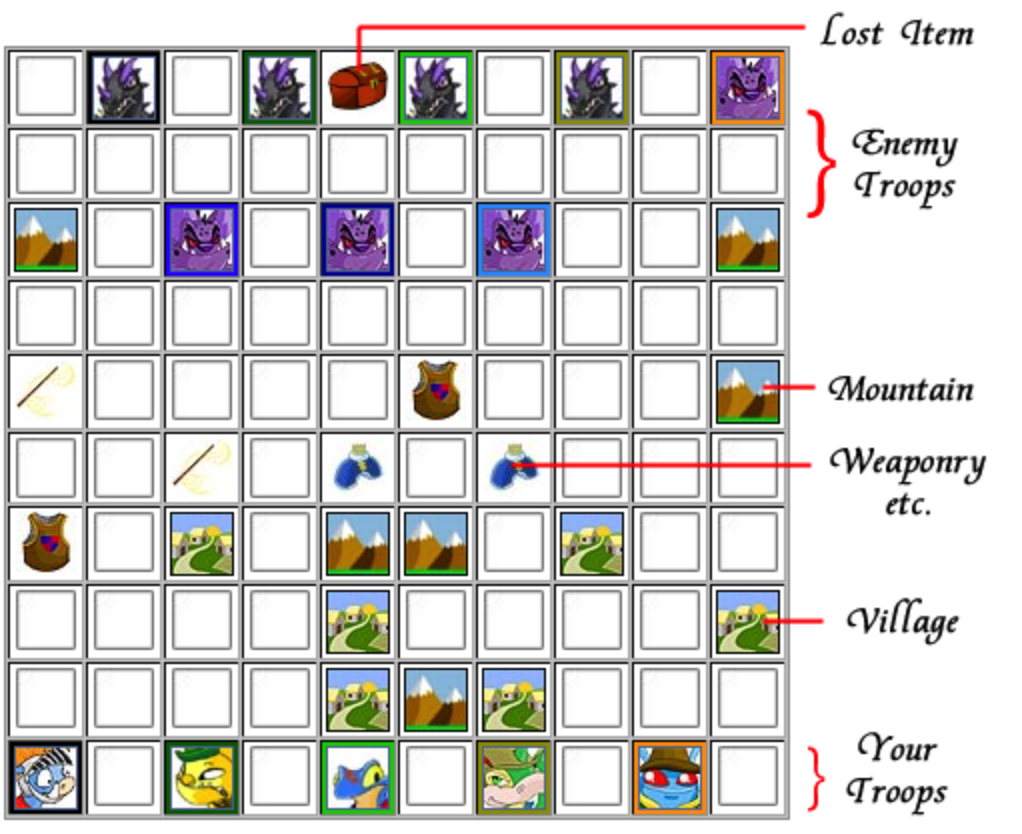 Lost Item
Enemy
Troops
Mountain
Weaponry
etc.
Village
Your
Troops